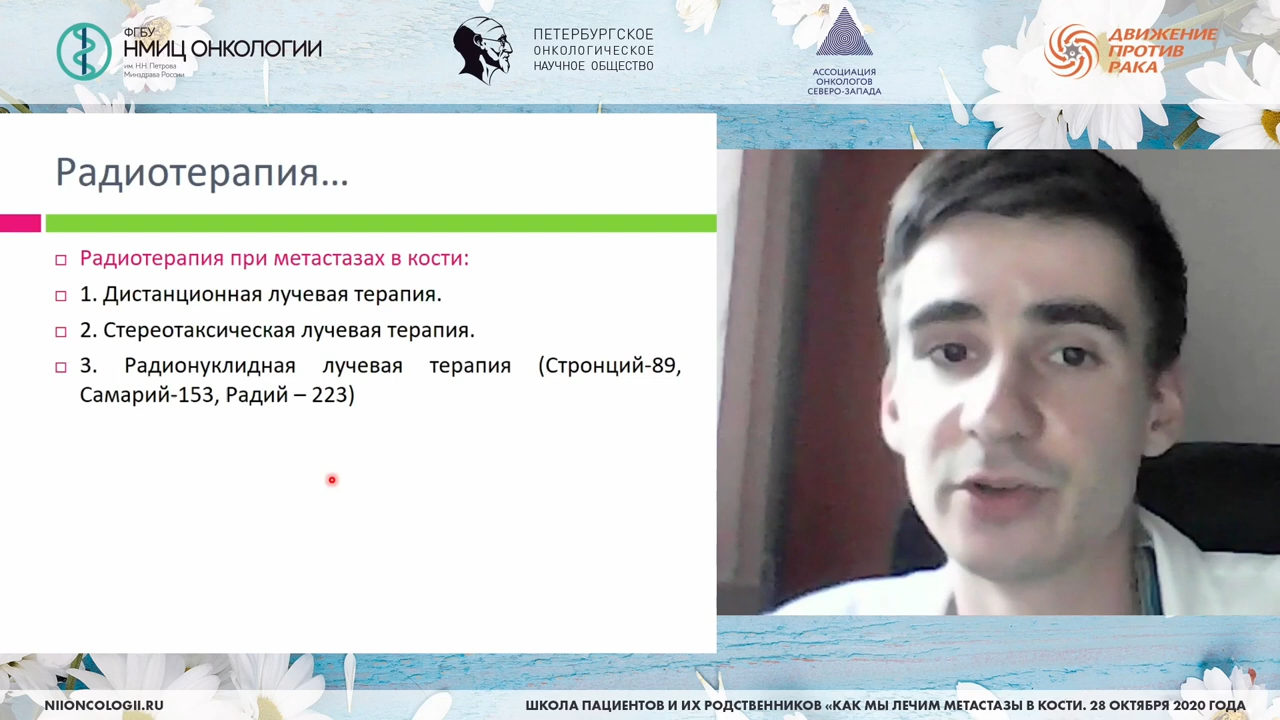 ФГБУ
НМИЦ ОНКОЛОГИИ
им. Н.Н. Петрова
Минздрава России
ПЕТЕРБУРГСКОЕ
ОНКОЛОГИЧЕСКОЕ
НАУЧНОЕ ОБЩЕСТВО
АССОЦИАЦИЯ
ОНКОЛОГОВ
СЕВЕРО-ЗАПАДА
ДВИЖЕНИЕ
ПРОТИВ
РАКА
Радиотерапия...
Радиотерапия при метастазах в кости:
1. Дистанционная лучевая терапия.
2. Стереотаксическая лучевая терапия.
3. Радионуклидная лучевая терапия (Стронций-89,
Самарий-153, Радий – 223)
NIIONCOLOGII.RU
ШКОЛА ПАЦИЕНТОВ И ИХ РОДСТВЕННИКОВ «КАК МЫ ЛЕЧИМ МЕТАСТАЗЫ В КОСТИ. 28 ОКТЯБРЯ 2020 ГОДА